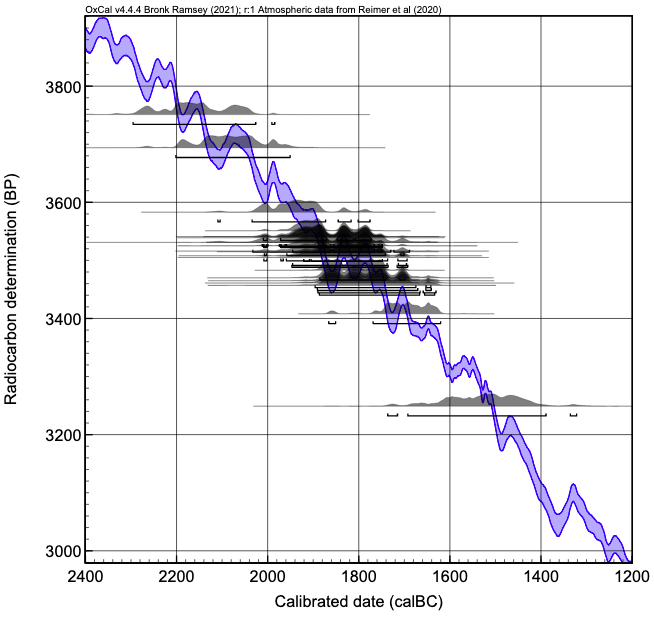 OxCal v4.4.4 Bronk Ramsey (2021); r:1 Atmospheric data from Reimer et al (2020)
Radiocarbon determination (BP)
3800
3600
3400
3200
3000
2400 2200 2000 1800 1600 1400 1200
Calibrated date (calBC)